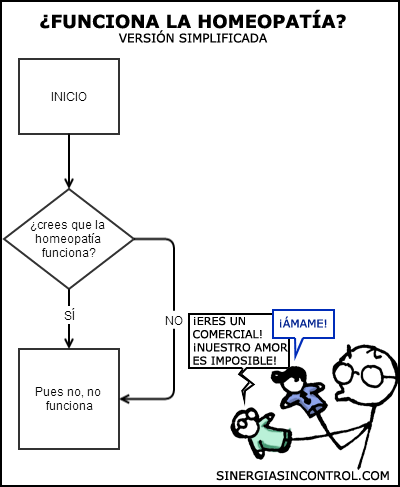 ¿FUNCIONA LA HOMEOPATÍA?
VERSIÓN SIMPLIFICADA
INICIO
¿crees que la
homeopatía
funciona?
SÍ
NO
Pues no, no
funciona
¡ERES UN
COMERCIAL!
¡NUESTRO AMOR
ES IMPOSIBLE!
¡ÁMAME!
SINERGIASINCONTROL.COM